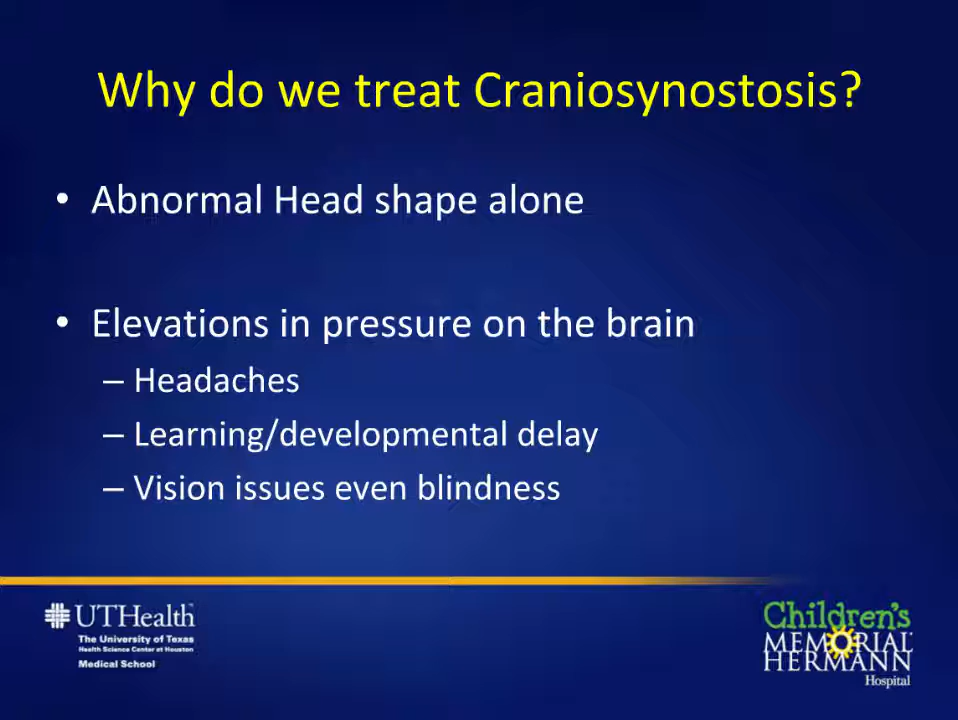 Why do we treat Craniosynostosis?
• Abnormal Head shape alone
• Elevations in pressure on the brain
– Headaches
– Learning/developmental delay
– Vision issues even blindness
UTHealth
The University of Texas
Health Science Center at Houston
Medical School
Children's
MEMORIAL
HERMANN
Hospital